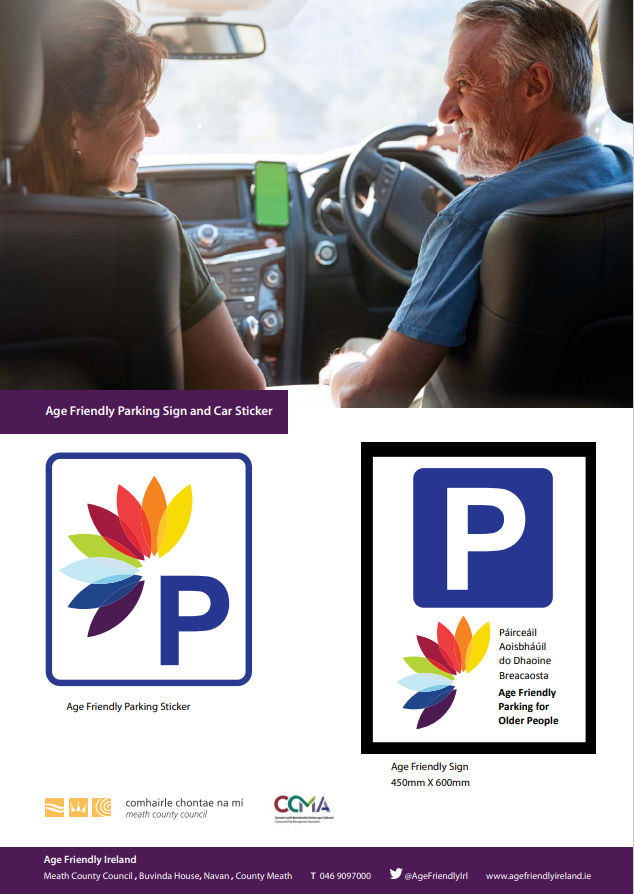 Age Friendly Parking Sign and Car Sticker
P
Age Friendly Parking Sticker
P
Páirceáil
Aoisbháúil
do Dhaoine
Breacaosta
Age Friendly
Parking for
Older People
Age Friendly Sign
450mm X 600mm
comhairle chontae na mí
meath county council
CCMA
Age Friendly Ireland
Meath County Council , Buvinda House, Navan , County Meath T 046 9097000 @AgeFriendlyIrl www.agefriendlyireland.ie